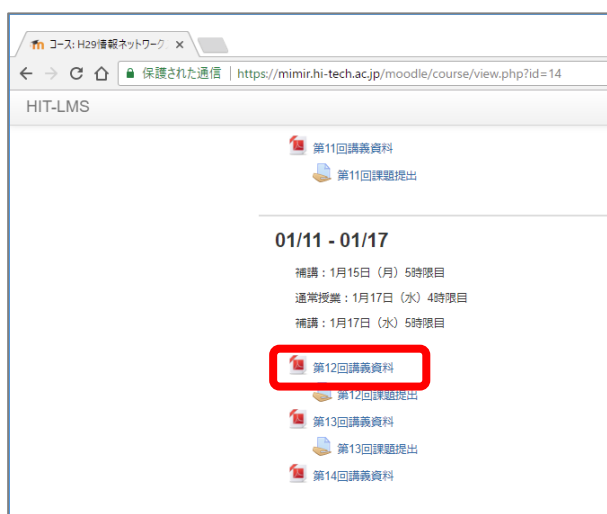 コース: H29情報ネットワーク
保護された通信 | https://mimir.hi-tech.ac.jp/moodle/course/view.php?id=14
HIT-LMS
第11回講義資料
第11回課題提出
01/11 - 01/17
補講：1月15日（月）5時限目
通常授業：1月17日（水）4時限目
補講：1月17日（水）5時限目
第12回講義資料
第12回課題提出
第13回講義資料
第13回課題提出
第14回講義資料